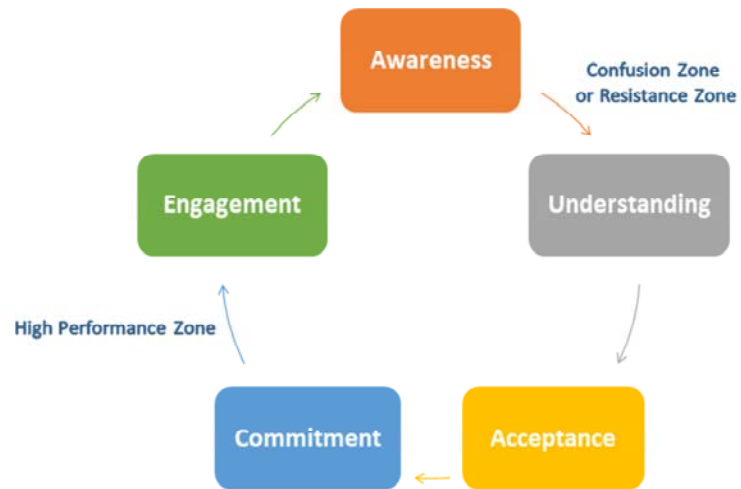 Awareness
Confusion Zone
or Resistance Zone
Engagement
Understanding
High Performance Zone
Commitment
Acceptance